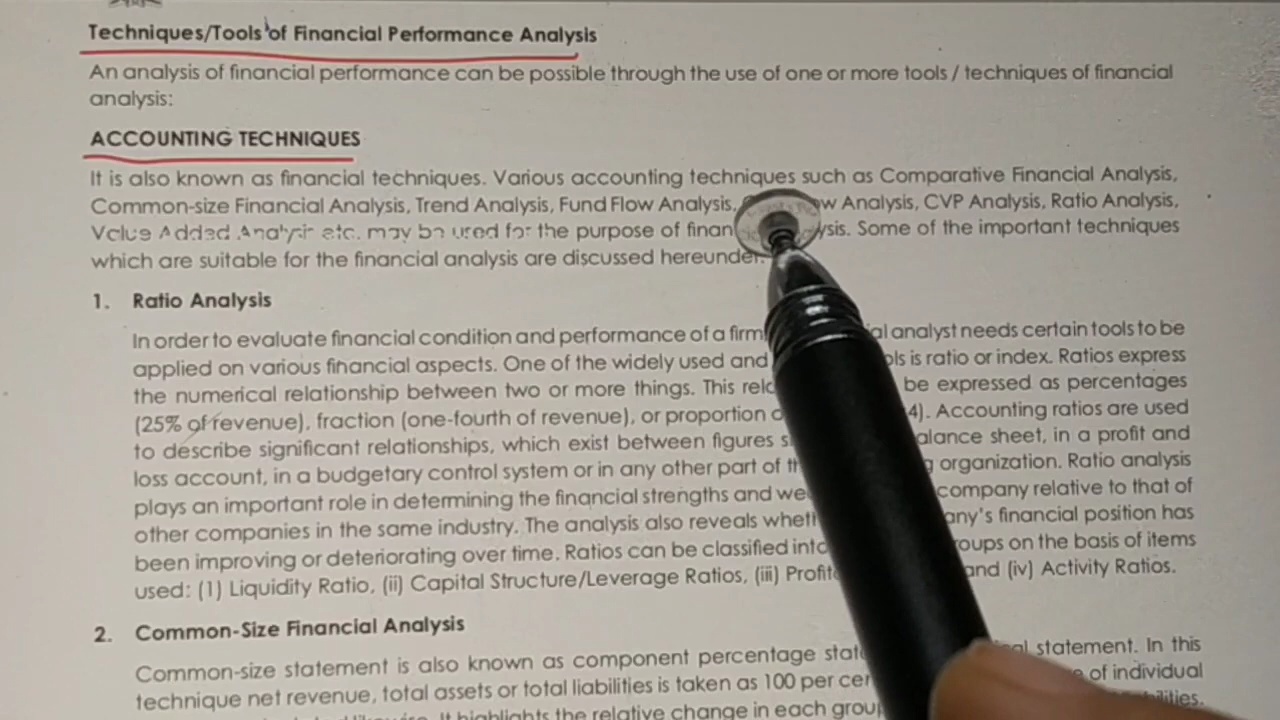 Techniques/Tools of Financial Performance Analysis
An analysis of financial performance can be possible through the use of one or more tools / techniques of financial
analysis:
ACCOUNTING TECHNIQUES
It is also known as financial techniques. Various accounting techniques such as Comparative Financial Analysis,
Common-size Financial Analysis, Trend Analysis, Fund Flow Analysis, Analysis, CVP Analysis, Ratio Analysis,
Value Added Analysis etc. may be used for the purpose of Some of the important techniques
which are suitable for the financial analysis are discussed hereunder.
1. Ratio Analysis
In order to evaluate financial condition and performance of a firm analyst needs certain tools to be
applied on various financial aspects. One of the widely used and is ratio or index. Ratios express
the numerical relationship between two or more things. This be expressed as percentages
(25% of revenue), fraction (one-fourth of revenue), or proportion 4). Accounting ratios are used
to describe significant relationships, which exist between figures sheet, in a profit and
loss account, in a budgetary control system or in any other part of organization. Ratio analysis
plays an important role in determining the financial strengths and company relative to that of
other companies in the same industry. The analysis also reveals financial position has
been improving or deteriorating over time. Ratios can be classified on the basis of items
used: (1) Liquidity Ratio, (ii) Capital Structure/Leverage Ratios, (iii) and (iv) Activity Ratios.
2. Common-Size Financial Analysis
Common-size statement is also known as component percentage statement. In this
technique net revenue, total assets or total liabilities is taken as 100 per of individual
It highlights the relative change in each